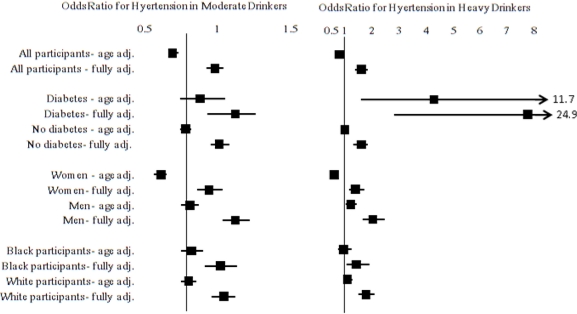 Odds Ratio for Hyertension in Moderate Drinkers
Odds Ratio for Hyertension in Heavy Drinkers
0.5 1 1.5
0.5 1 2 3 4 5 6 7 8
All participants- age adj.
All participants - fully adj.
Diabetes - age adj. 11.7
Diabetes- fully adj. 24.9
No diabetes- age adj.
No diabetes- fully adj.
Women - age adj.
Women- fully adj.
Men- age adj.
Men- fully adj.
Black participants- age adj.
Black participants- fully adj.
White participants- age adj.
White participants- fully adj.